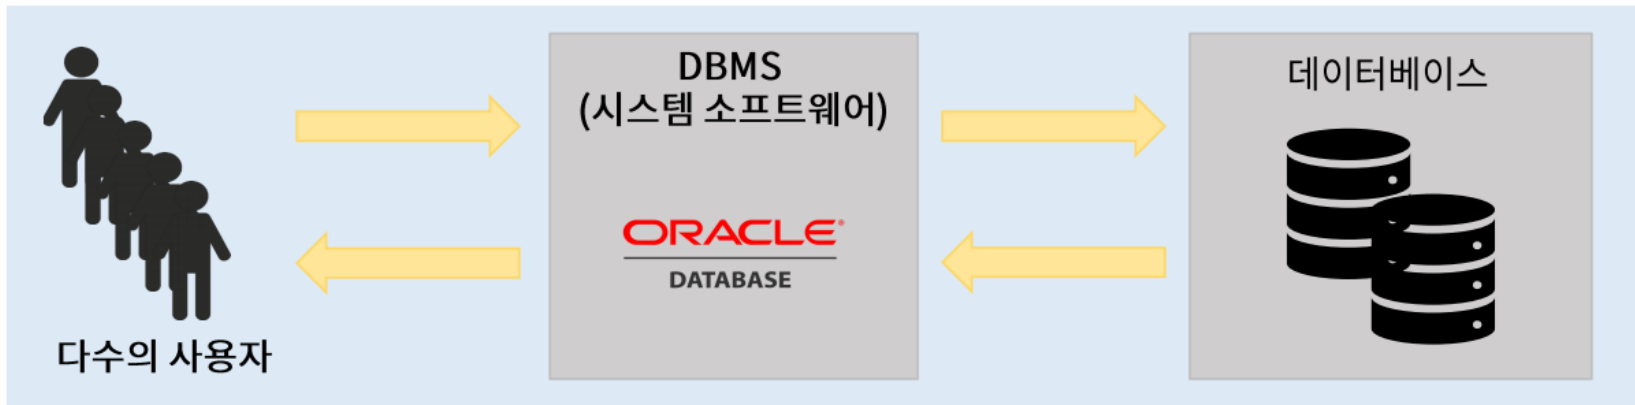 DBMS
(시스템 소프트웨어)
ORACLE®
DATABASE
데이터베이스
다수의 사용자